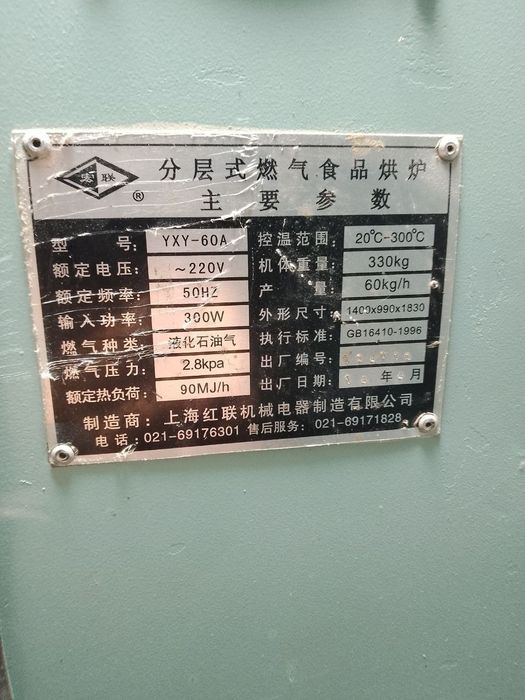 宏联
®
分层式燃气食品烘炉
主要参数
型号: YXY-60A 控温范围: 20℃-300℃
额定电压: ~220V 机体重量: 330kg
额定频率: 50HZ 产量: 60kg/h
输入功率: 300W 外形尺寸: 1400x990x1830
燃气种类: 液化石油气 执行标准: GB16410-1996
燃气压力: 2.8kpa 出厂编号:
额定热负荷: 90MJ/h 出厂日期: 年 月
制造商: 上海红联机械电器制造有限公司
电话: 021-69176301 售后服务: 021-69171828